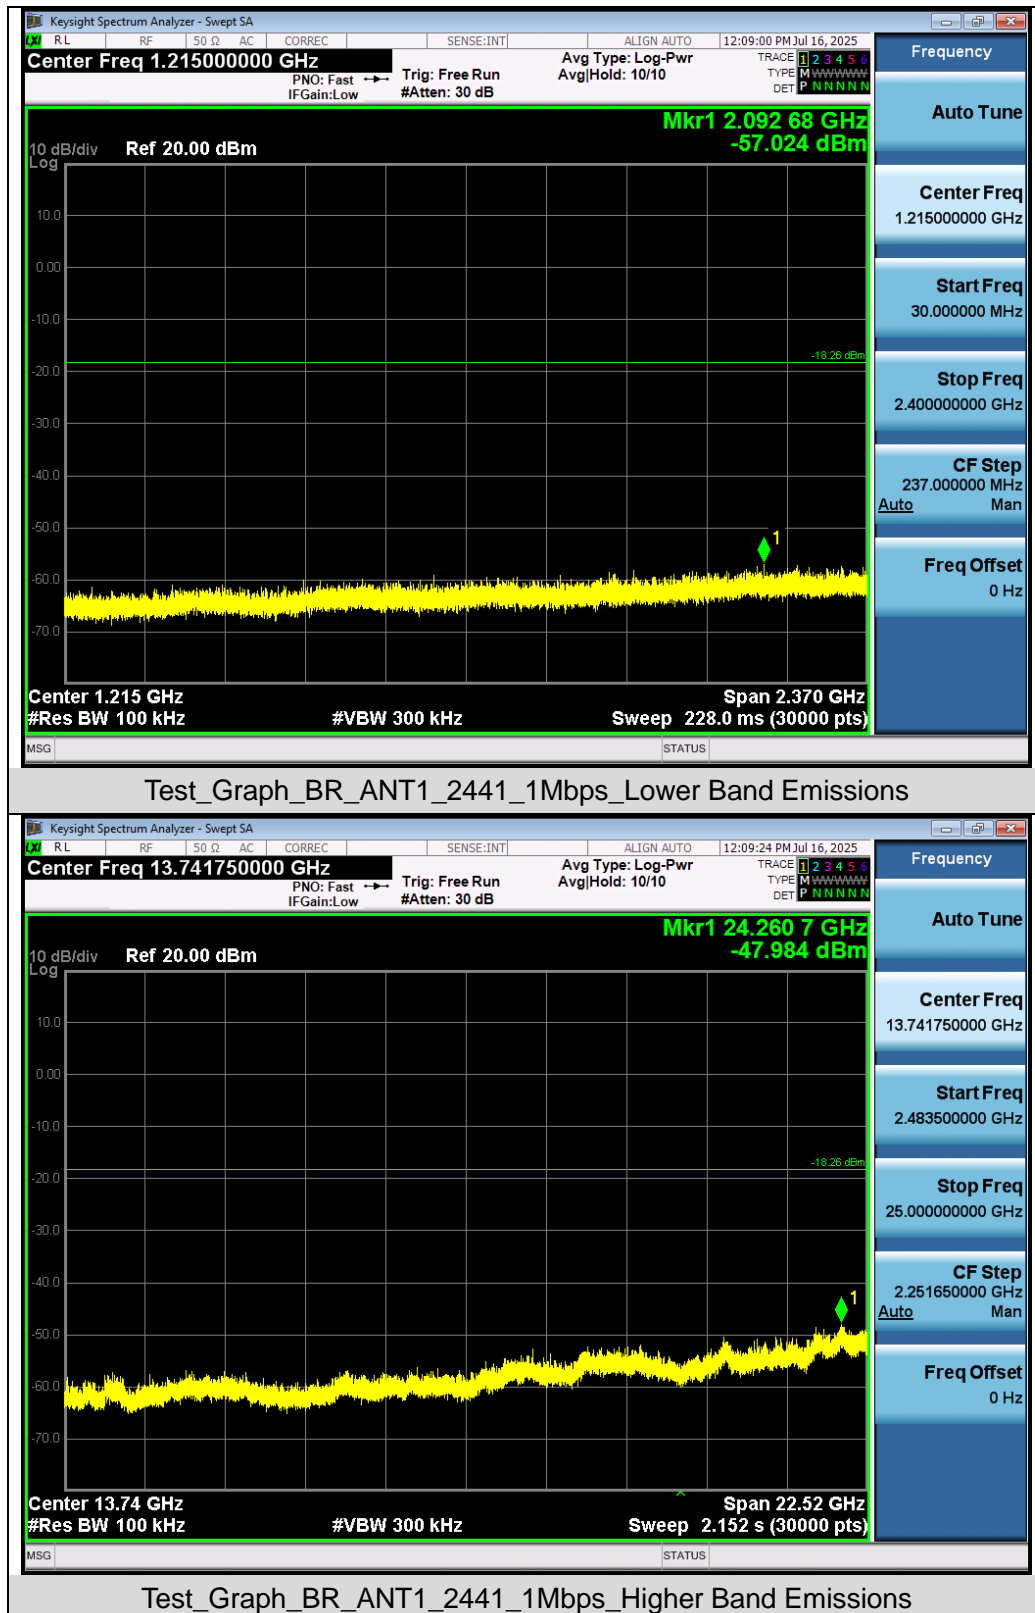 Keysight Spectrum Analyzer - Swept SA
LXI RL RF 50 Ω AC CORREC SENSE:INT ALIGN AUTO 12:09:00 PM Jul 16, 2025
Center Freq 1.215000000 GHz
PNO: Fast
IFGain:Low
Trig: Free Run
#Atten: 30 dB
Avg Type: Log-Pwr
Avg|Hold: 10/10
TRACE 1 2 3 4 5 6
TYPE M WWWWW
DET P N N N N N
Mkr1 2.092 68 GHz
-57.024 dBm
10 dB/div Ref 20.00 dBm
Log
10.0
0.00
-10.0
-18.26 dBm
-20.0
-30.0
-40.0
-50.0
1
-60.0
-70.0
Center 1.215 GHz Span 2.370 GHz
#Res BW 100 kHz #VBW 300 kHz Sweep 228.0 ms (30000 pts)
MSG STATUS
Frequency
Auto Tune
Center Freq
1.215000000 GHz
Start Freq
30.000000 MHz
Stop Freq
2.400000000 GHz
CF Step
237.000000 MHz
Auto Man
Freq Offset
0 Hz
Test_Graph_BR_ANT1_2441_1Mbps_Lower Band Emissions
Keysight Spectrum Analyzer - Swept SA
LXI RL RF 50 Ω AC CORREC SENSE:INT ALIGN AUTO 12:09:24 PM Jul 16, 2025
Center Freq 13.741750000 GHz
PNO: Fast
IFGain:Low
Trig: Free Run
#Atten: 30 dB
Avg Type: Log-Pwr
Avg|Hold: 10/10
TRACE 1 2 3 4 5 6
TYPE M WWWWW
DET P N N N N N
Mkr1 24.260 7 GHz
-47.984 dBm
10 dB/div Ref 20.00 dBm
Log
10.0
0.00
-10.0
-18.26 dBm
-20.0
-30.0
-40.0
1
-50.0
-60.0
-70.0
Center 13.74 GHz Span 22.52 GHz
#Res BW 100 kHz #VBW 300 kHz Sweep 2.152 s (30000 pts)
MSG STATUS
Frequency
Auto Tune
Center Freq
13.741750000 GHz
Start Freq
2.483500000 GHz
Stop Freq
25.000000000 GHz
CF Step
2.251650000 GHz
Auto Man
Freq Offset
0 Hz
Test_Graph_BR_ANT1_2441_1Mbps_Higher Band Emissions